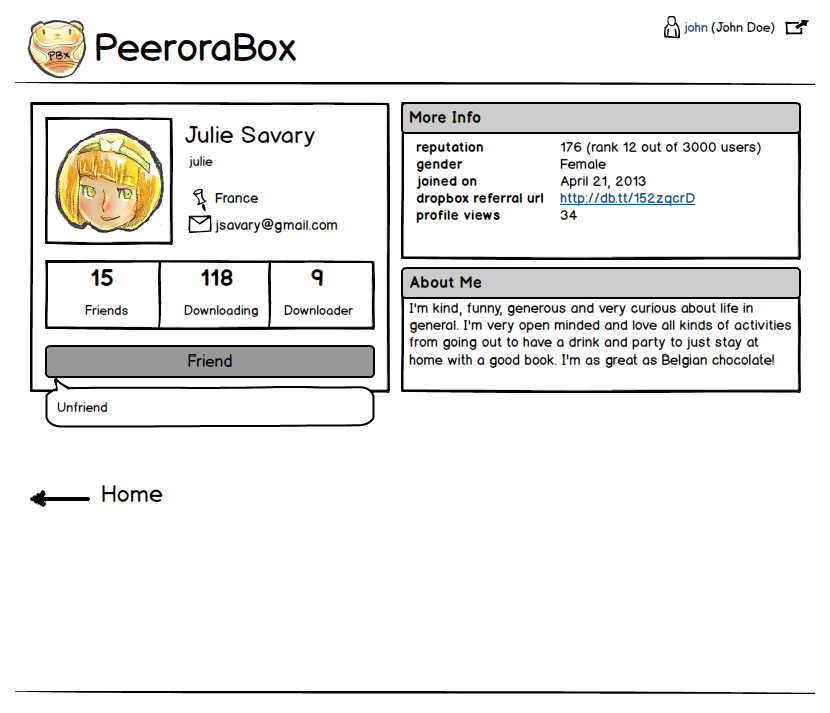 PBx
PeeroraBox
john (John Doe)
Julie Savary
julie
France
jsavary@gmail.com
15 118 9
Friends Downloading Downloader
Friend
Unfriend
More Info
reputation 176 (rank 12 out of 3000 users)
gender Female
joined on April 21, 2013
dropbox referral url http://db.tt/152zqcrD
profile views 34
About Me
I'm kind, funny, generous and very curious about life in
general. I'm very open minded and love all kinds of activities
from going out to have a drink and party to just stay at
home with a good book. I'm as great as Belgian chocolate!
Home